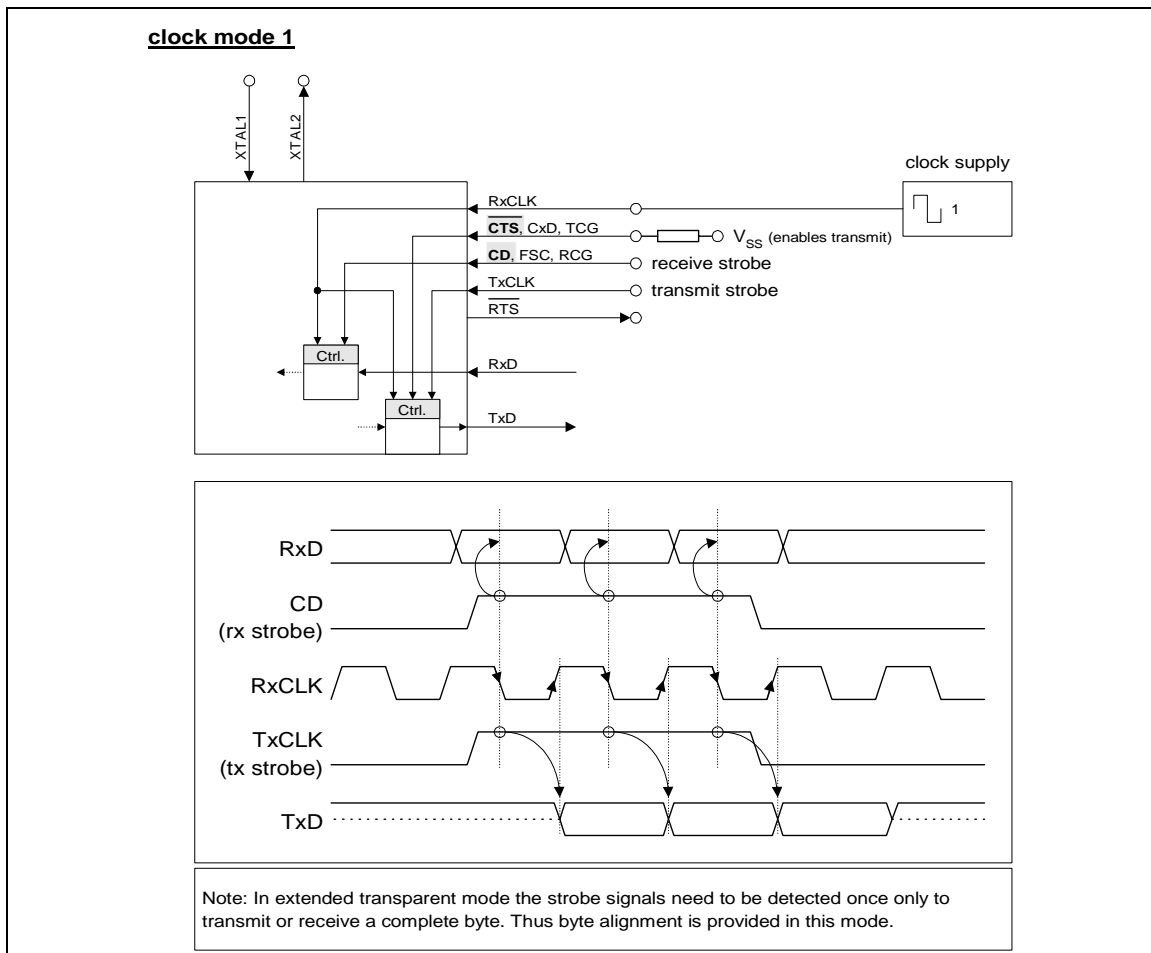 clock mode 1
XTAL1
XTAL2
clock supply
1
RxCLK
CTS, CxD, TCG
VSS (enables transmit)
CD, FSC, RCG
receive strobe
TxCLK
transmit strobe
RTS
Ctrl.
RxD
Ctrl.
TxD
RxD
CD
(rx strobe)
RxCLK
TxCLK
(tx strobe)
TxD
Note: In extended transparent mode the strobe signals need to be detected once only to
transmit or receive a complete byte. Thus byte alignment is provided in this mode.